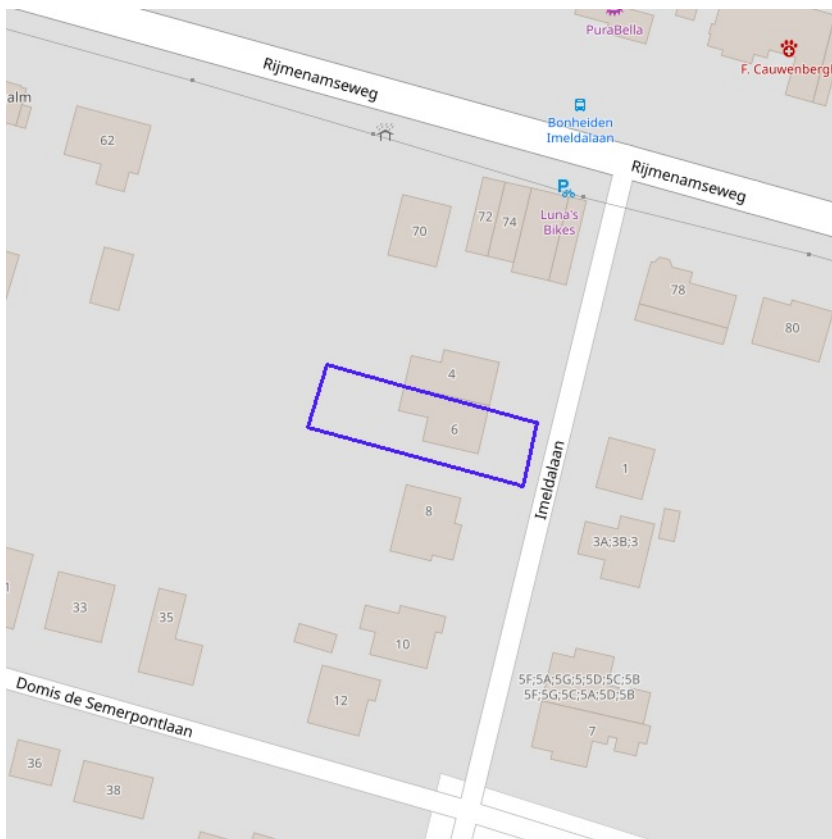 PuraBella
F. Cauwenbergh
Rijmenamseweg
alm
Bonheiden
Imeldalaan
62
Rijmenamseweg
P
72
74
Luna's
Bikes
70
78
80
4
6
Imeldalaan
1
8
3A;3B;3
1
33
35
10
5F;5A;5G;5;5D;5C;5B
5F;5G;5C;5A;5D;5B
12
Domis de Semerpontlaan
7
36
38